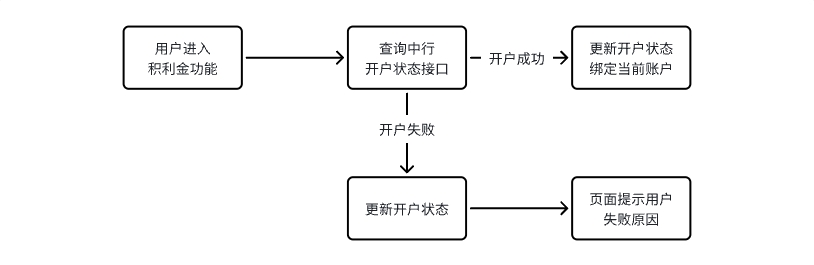 用户进入
积利金功能
查询中行
开户状态接口
开户成功
更新开户状态
绑定当前账户
开户失败
更新开户状态
页面提示用户
失败原因